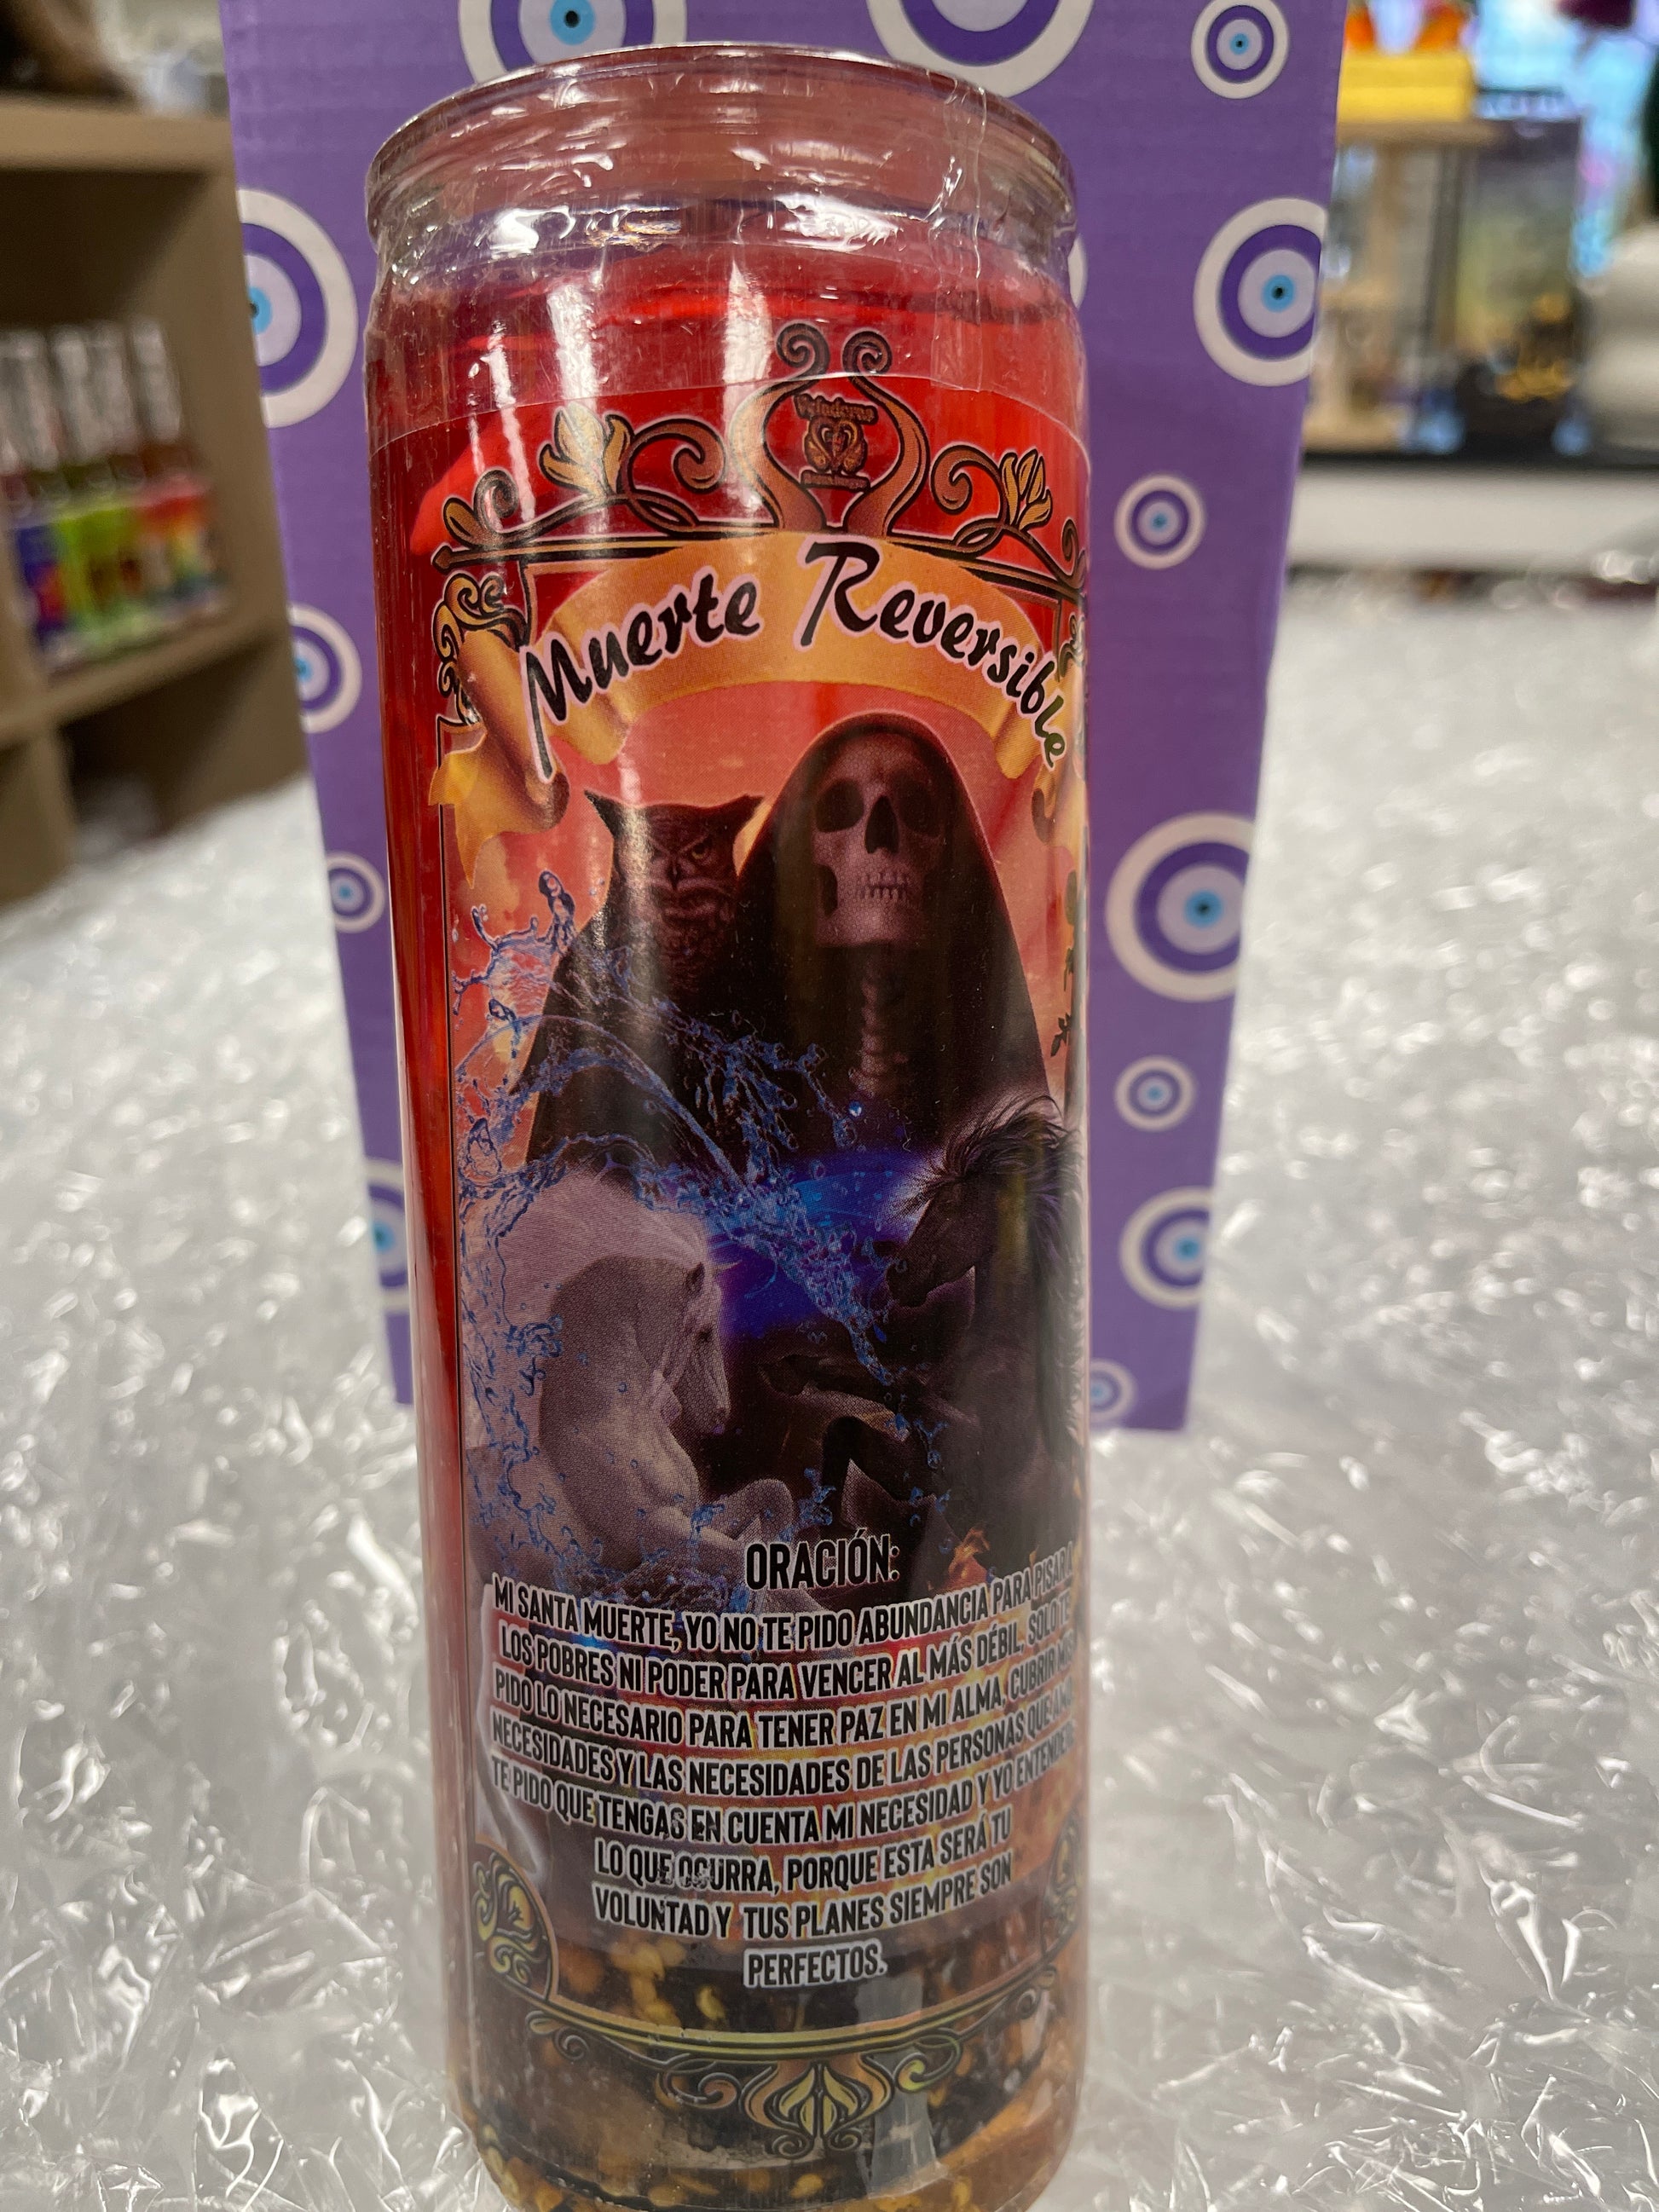 Muerte Reversible
ORACIÓN:
MI SANTA MUERTE, YO NO TE PIDO ABUNDANCIA PARA PISAR A
LOS POBRES NI PODER PARA VENCER AL MÁS DÉBIL, SOLO TE
PIDO LO NECESARIO PARA TENER PAZ EN MI ALMA, CUBRIR MIS
NECESIDADES Y LAS NECESIDADES DE LAS PERSONAS QUE AMO
TE PIDO QUE TENGAS EN CUENTA MI NECESIDAD Y YO ENTENDERÉ
LO QUE OCURRA, PORQUE ESTA SERÁ TU
VOLUNTAD Y TUS PLANES SIEMPRE SON
PERFECTOS.